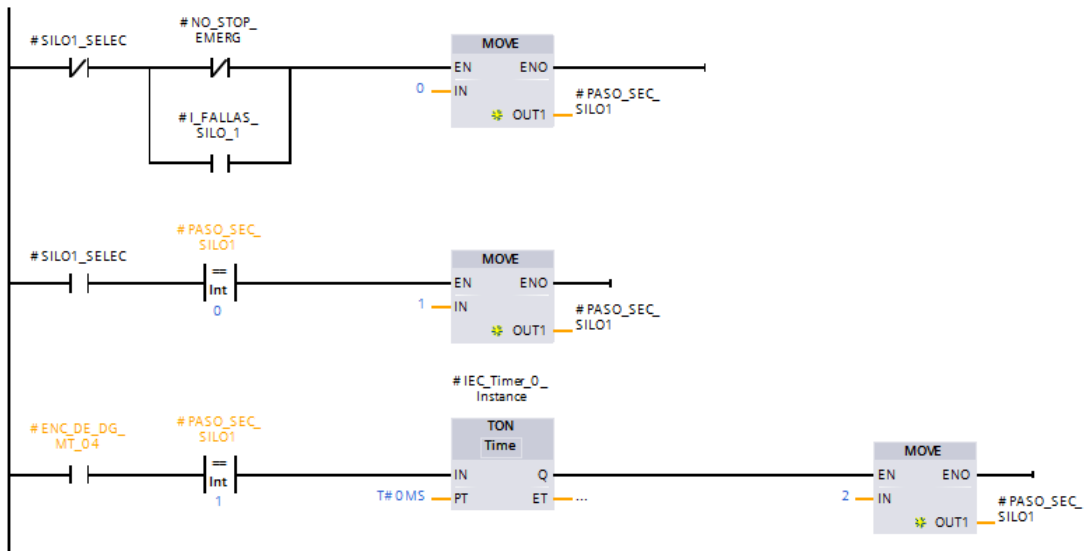 #NO_STOP_
EMERG
#SILO1_SELEC
MOVE
EN ENO
0 IN
#PASO_SEC_
SILO1
OUT1
#I_FALLAS_
SILO_1
#PASO_SEC_
SILO1
#SILO1_SELEC
==
Int
0
MOVE
EN ENO
1 IN
#PASO_SEC_
SILO1
OUT1
#IEC_Timer_0_
Instance
#ENC_DE_DG_
MT_04
#PASO_SEC_
SILO1
==
Int
1
TON
Time
IN Q
T#0MS PT ET ...
MOVE
EN ENO
2 IN
#PASO_SEC_
SILO1
OUT1